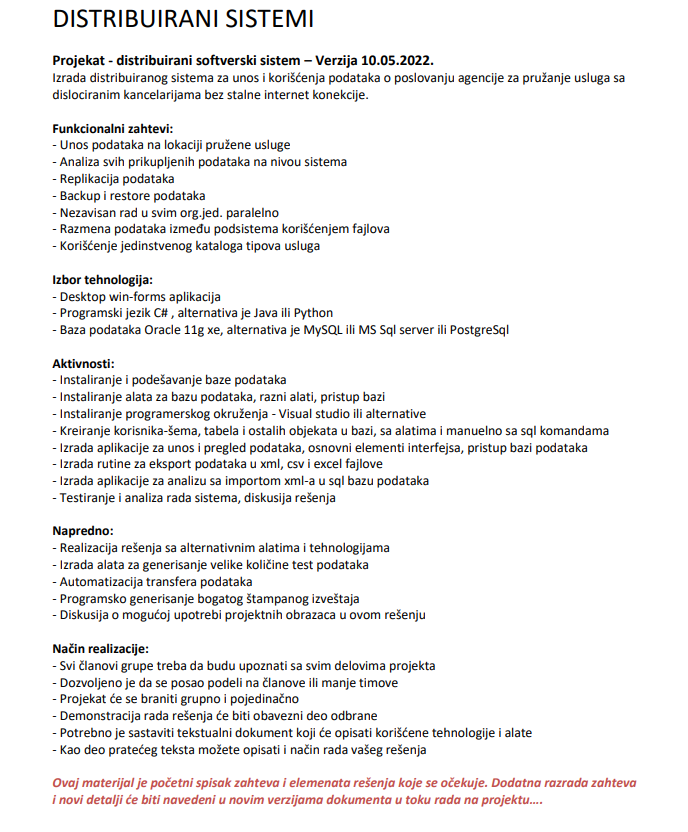 DISTRIBUIRANI SISTEMI
Projekat - distribuirani softverski sistem – Verzija 10.05.2022.
Izrada distribuiranog sistema za unos i korišćenja podataka o poslovanju agencije za pružanje usluga sa
dislociranim kancelarijama bez stalne internet konekcije.
Funkcionalni zahtevi:
- Unos podataka na lokaciji pružene usluge
- Analiza svih prikupljenih podataka na nivou sistema
- Replikacija podataka
- Backup i restore podataka
- Nezavisan rad u svim org.jed. paralelno
- Razmena podataka između podsistema korišćenjem fajlova
- Korišćenje jedinstvenog kataloga tipova usluga
Izbor tehnologija:
- Desktop win-forms aplikacija
- Programski jezik C# , alternativa je Java ili Python
- Baza podataka Oracle 11g xe, alternativa je MySQL ili MS Sql server ili PostgreSql
Aktivnosti:
- Instaliranje i podešavanje baze podataka
- Instaliranje alata za bazu podataka, razni alati, pristup bazi
- Instaliranje programerskog okruženja - Visual studio ili alternative
- Kreiranje korisnika-šema, tabela i ostalih objekata u bazi, sa alatima i manuelno sa sql komandama
- Izrada aplikacije za unos i pregled podataka, osnovni elementi interfejsa, pristup bazi podataka
- Izrada rutine za eksport podataka u xml, csv i excel fajlove
- Izrada aplikacije za analizu sa importom xml-a u sql bazu podataka
- Testiranje i analiza rada sistema, diskusija rešenja
Napredno:
- Realizacija rešenja sa alternativnim alatima i tehnologijama
- Izrada alata za generisanje velike količine test podataka
- Automatizacija transfera podataka
- Programsko generisanje bogatog štampanog izveštaja
- Diskusija o mogućoj upotrebi projektnih obrazaca u ovom rešenju
Način realizacije:
- Svi članovi grupe treba da budu upoznati sa svim delovima projekta
- Dozvoljeno je da se posao podeli na članove ili manje timove
- Projekat će se braniti grupno i pojedinačno
- Demonstracija rada rešenja će biti obavezni deo odbrane
- Potrebno je sastaviti tekstualni dokument koji će opisati korišćene tehnologije i alate
- Kao deo pratećeg teksta možete opisati i način rada vašeg rešenja
Ovaj materijal je početni spisak zahteva i elemenata rešenja koje se očekuje. Dodatna razrada zahteva
i novi detalji će biti navedeni u novim verzijama dokumenta u toku rada na projektu….